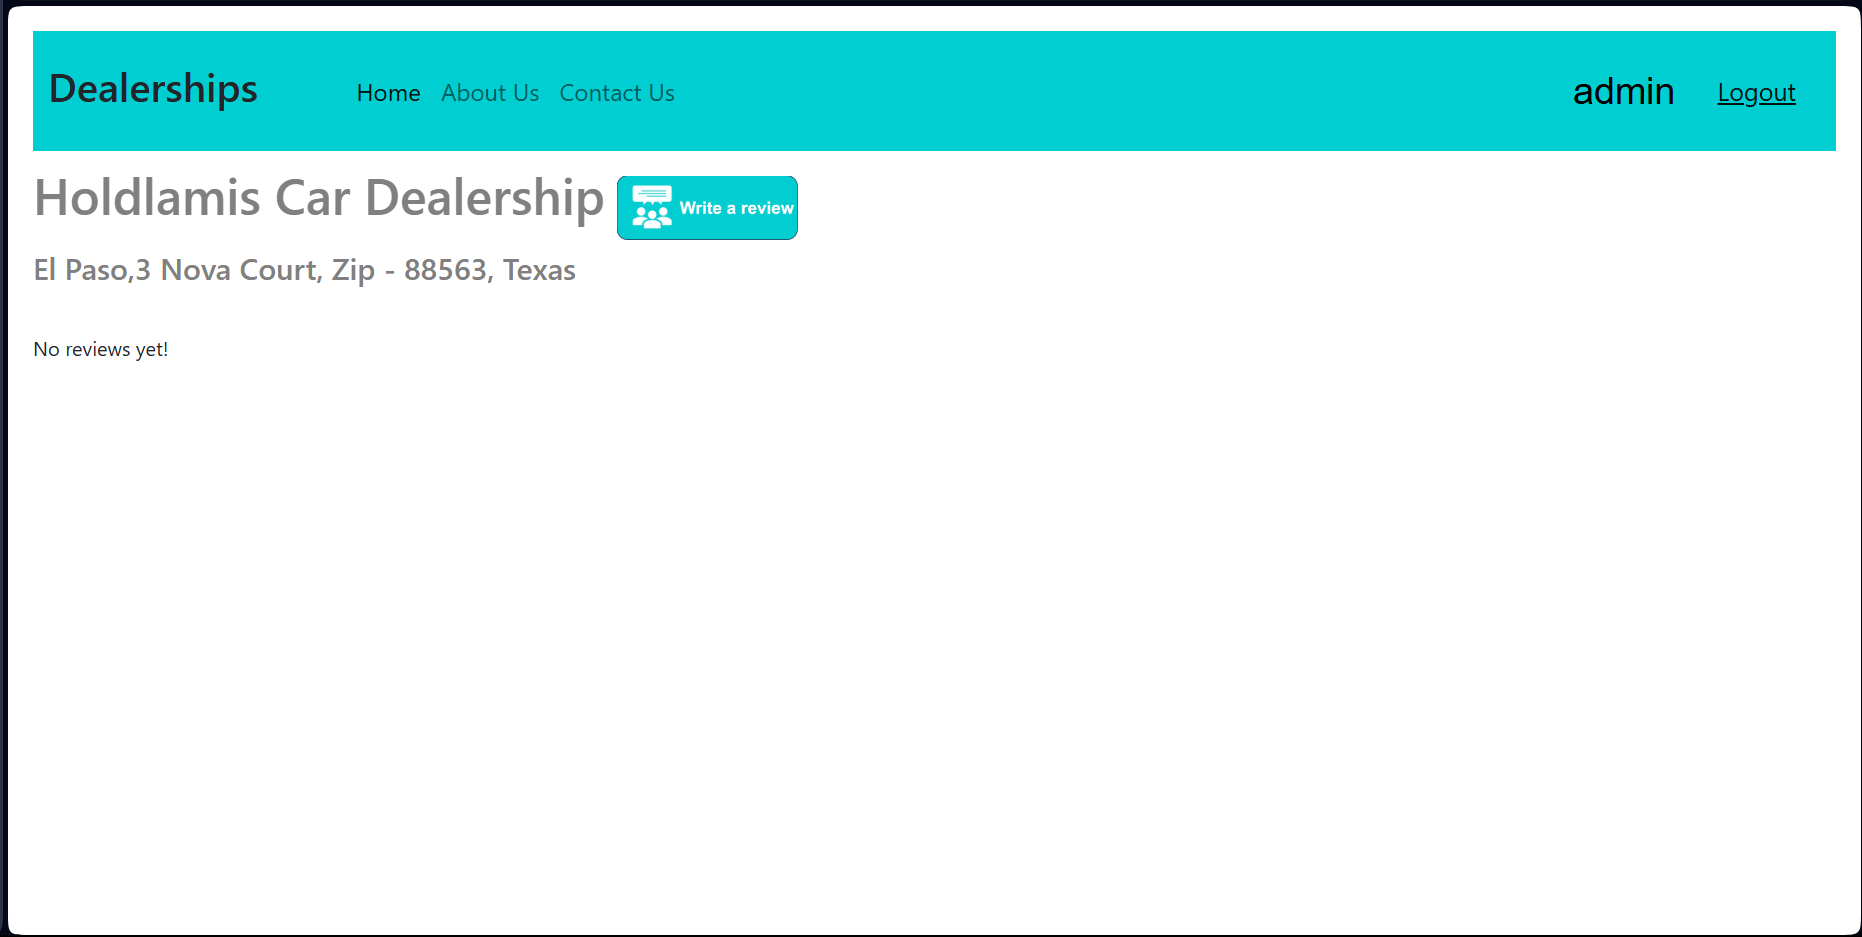 Dealerships Home About Us Contact Us admin Logout
Holdlamis Car Dealership Write a review
El Paso,3 Nova Court, Zip - 88563, Texas
No reviews yet!